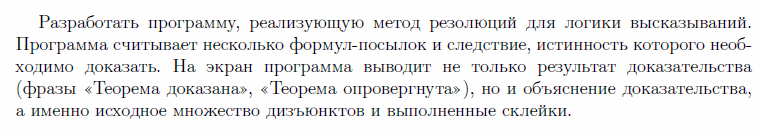 Разработать программу, реализующую метод резолюций для логики высказываний.
Программа считывает несколько формул-посылок и следствие, истинность которого необ-
ходимо доказать. На экран программа выводит не только результат доказательства
(фразы «Теорема доказана», «Теорема опровергнута»), но и объяснение доказательства,
а именно исходное множество дизъюнктов и выполненные склейки.